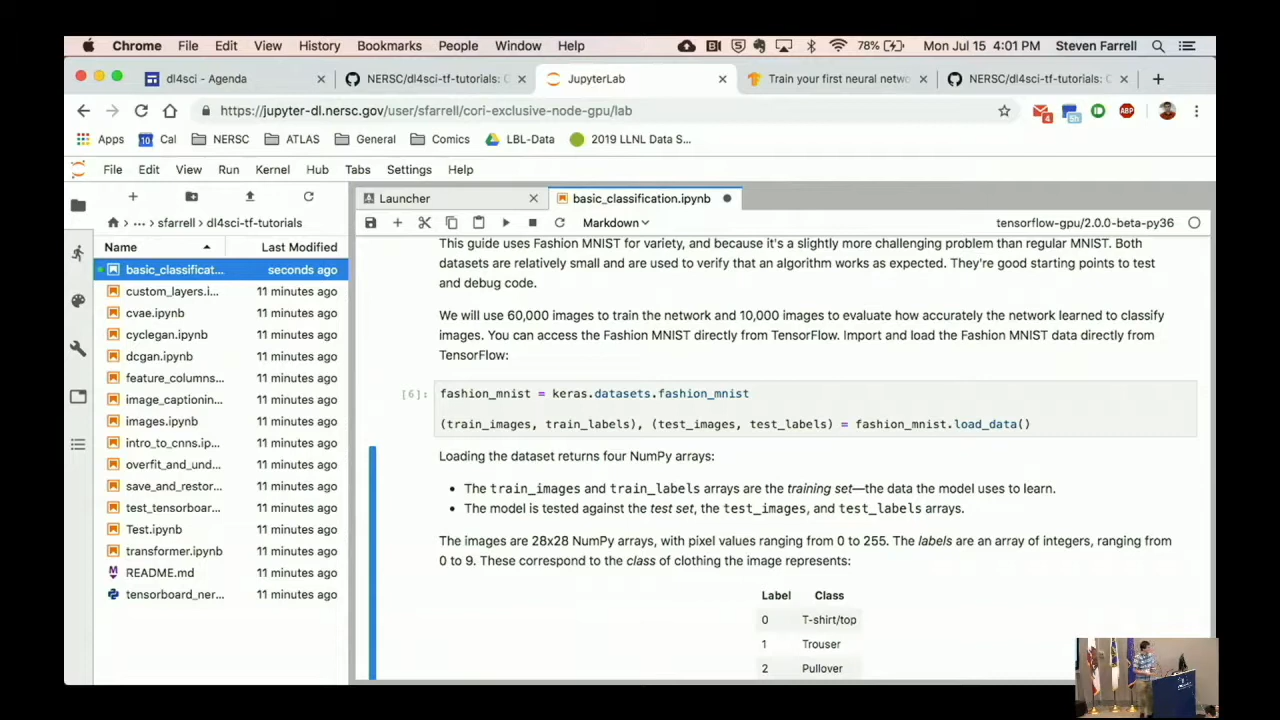 Chrome File Edit View History Bookmarks People Window Help 78% Mon Jul 15 4:01 PM Steven Farrell
dl4sci - Agenda NERSC/dl4sci-tf-tutorials: C JupyterLab Train your first neural netwo NERSC/dl4sci-tf-tutorials: C
https://jupyter-dl.nersc.gov/user/sfarrell/cori-exclusive-node-gpu/lab
Apps Cal NERSC ATLAS General Comics LBL-Data 2019 LLNL Data S...
File Edit View Run Kernel Hub Tabs Settings Help
Launcher basic_classification.ipynb
Markdown tensorflow-gpu/2.0.0-beta-py36
… › sfarrell › dl4sci-tf-tutorials
Name Last Modified
basic_classificat... seconds ago
custom_layers.i... 11 minutes ago
cvae.ipynb 11 minutes ago
cyclegan.ipynb 11 minutes ago
dcgan.ipynb 11 minutes ago
feature_columns... 11 minutes ago
image_captionin... 11 minutes ago
images.ipynb 11 minutes ago
intro_to_cnns.ip... 11 minutes ago
overfit_and_und... 11 minutes ago
save_and_restor... 11 minutes ago
test_tensorboar... 11 minutes ago
Test.ipynb 11 minutes ago
transformer.ipynb 11 minutes ago
README.md 11 minutes ago
tensorboard_ner... 11 minutes ago
This guide uses Fashion MNIST for variety, and because it's a slightly more challenging problem than regular MNIST. Both
datasets are relatively small and are used to verify that an algorithm works as expected. They're good starting points to test
and debug code.
We will use 60,000 images to train the network and 10,000 images to evaluate how accurately the network learned to classify
images. You can access the Fashion MNIST directly from TensorFlow. Import and load the Fashion MNIST data directly from
TensorFlow:
[6]: fashion_mnist = keras.datasets.fashion_mnist
(train_images, train_labels), (test_images, test_labels) = fashion_mnist.load_data()
Loading the dataset returns four NumPy arrays:
• The train_images and train_labels arrays are the training set—the data the model uses to learn.
• The model is tested against the test set, the test_images, and test_labels arrays.
The images are 28x28 NumPy arrays, with pixel values ranging from 0 to 255. The labels are an array of integers, ranging from
0 to 9. These correspond to the class of clothing the image represents:
Label Class
0 T-shirt/top
1 Trouser
2 Pullover